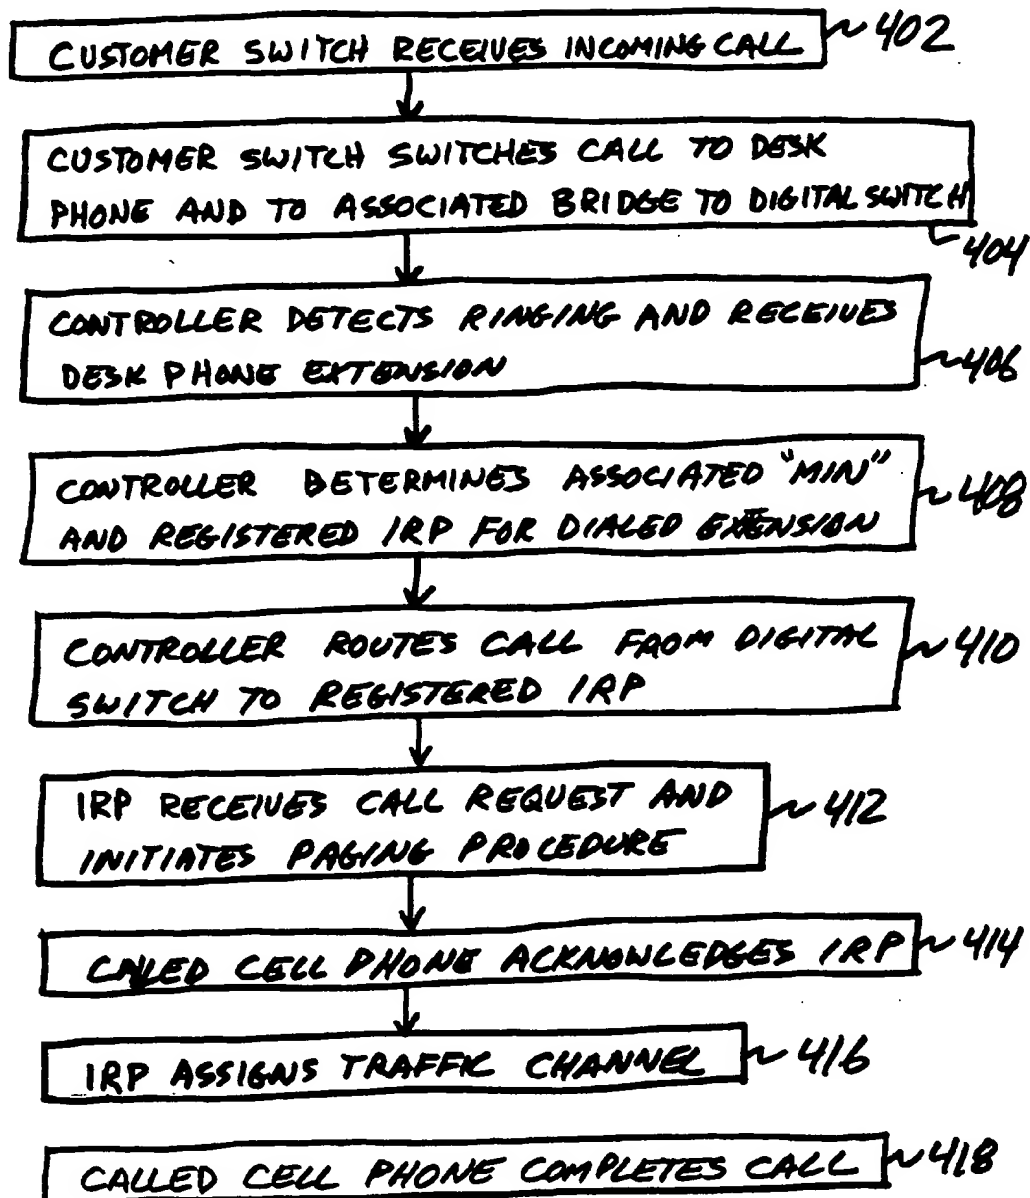 CUSTOMER SWITCH RECEIVES INCOMING CALL 402
CUSTOMER SWITCH SWITCHES CALL TO DESK
PHONE AND TO ASSOCIATED BRIDGE TO DIGITAL SWITCH
404
CONTROLLER DETECTS RINGING AND RECEIVES
DESK PHONE EXTENSION 406
CONTROLLER DETERMINES ASSOCIATED "MIN"
AND REGISTERED IRP FOR DIALED EXTENSION 408
CONTROLLER ROUTES CALL FROM DIGITAL
SWITCH TO REGISTERED IRP 410
IRP RECEIVES CALL REQUEST AND
INITIATES PAGING PROCEDURE 412
CALLED CELL PHONE ACKNOWLEDGES IRP 414
IRP ASSIGNS TRAFFIC CHANNEL 416
CALLED CELL PHONE COMPLETES CALL 418